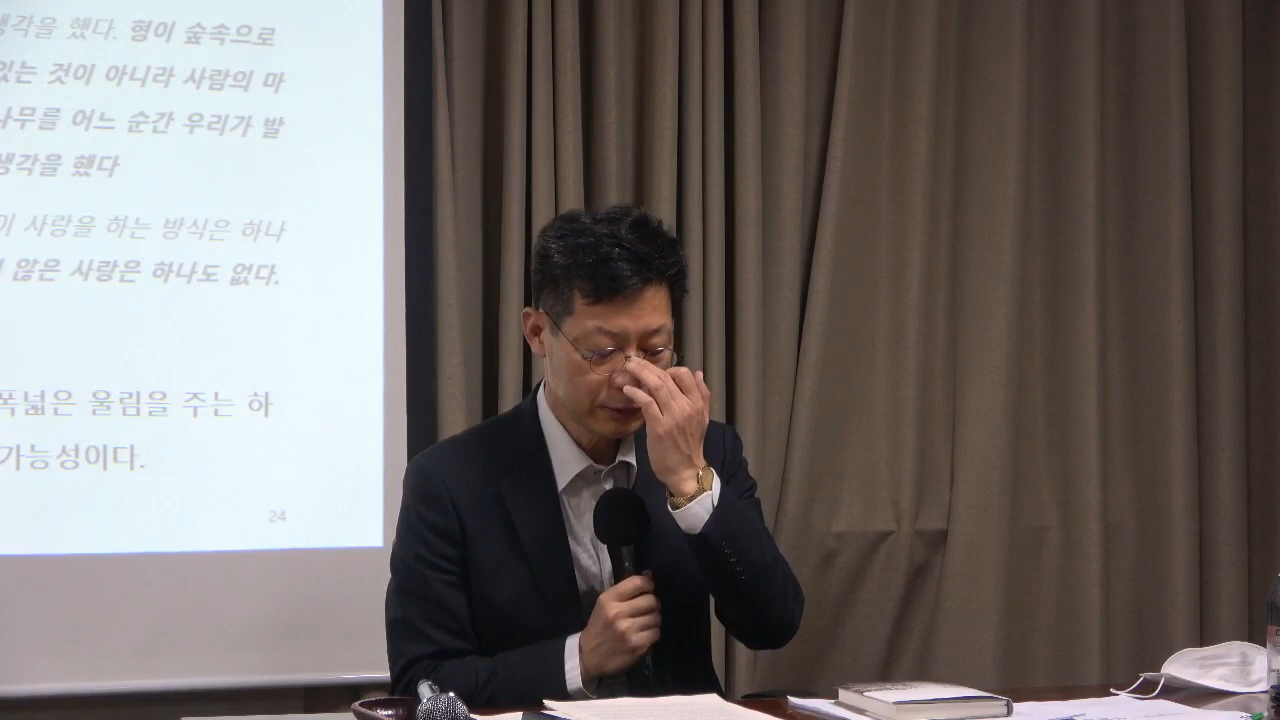 생각을 했다. 형이 숲속으로
있는 것이 아니라 사람의 마
나무를 어느 순간 우리가 발
생각을 했다
이 사랑을 하는 방식은 하나
않은 사랑은 하나도 없다.
폭넓은 울림을 주는 하
가능성이다.
24